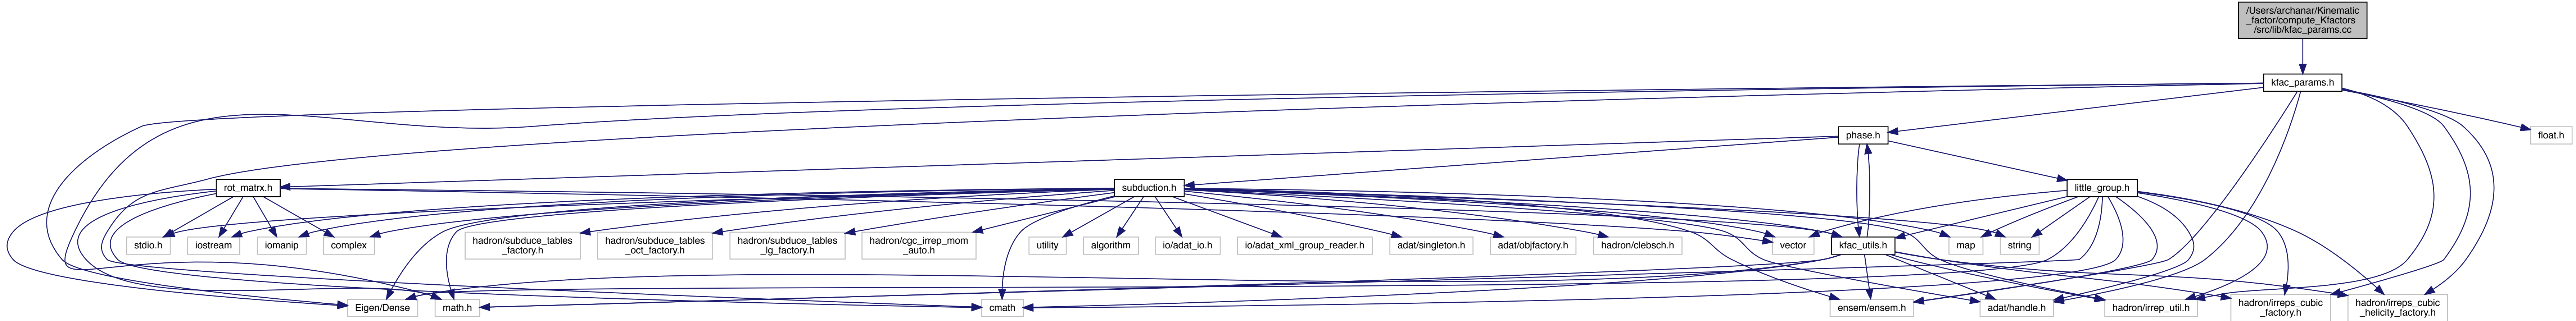 /Users/archanar/Kinematic
_factor/compute_Kfactors
/src/lib/kfac_params.cc
kfac_params.h
phase.h
float.h
rot_matrx.h
subduction.h
little_group.h
stdio.h
iostream
iomanip
complex
hadron/subduce_tables
_factory.h
hadron/subduce_tables
_oct_factory.h
hadron/subduce_tables
_lg_factory.h
hadron/cgc_irrep_mom
_auto.h
utility
algorithm
io/adat_io.h
io/adat_xml_group_reader.h
adat/singleton.h
adat/objfactory.h
hadron/clebsch.h
vector
kfac_utils.h
map
string
Eigen/Dense
math.h
cmath
ensem/ensem.h
adat/handle.h
hadron/irrep_util.h
hadron/irreps_cubic
_factory.h
hadron/irreps_cubic
_helicity_factory.h